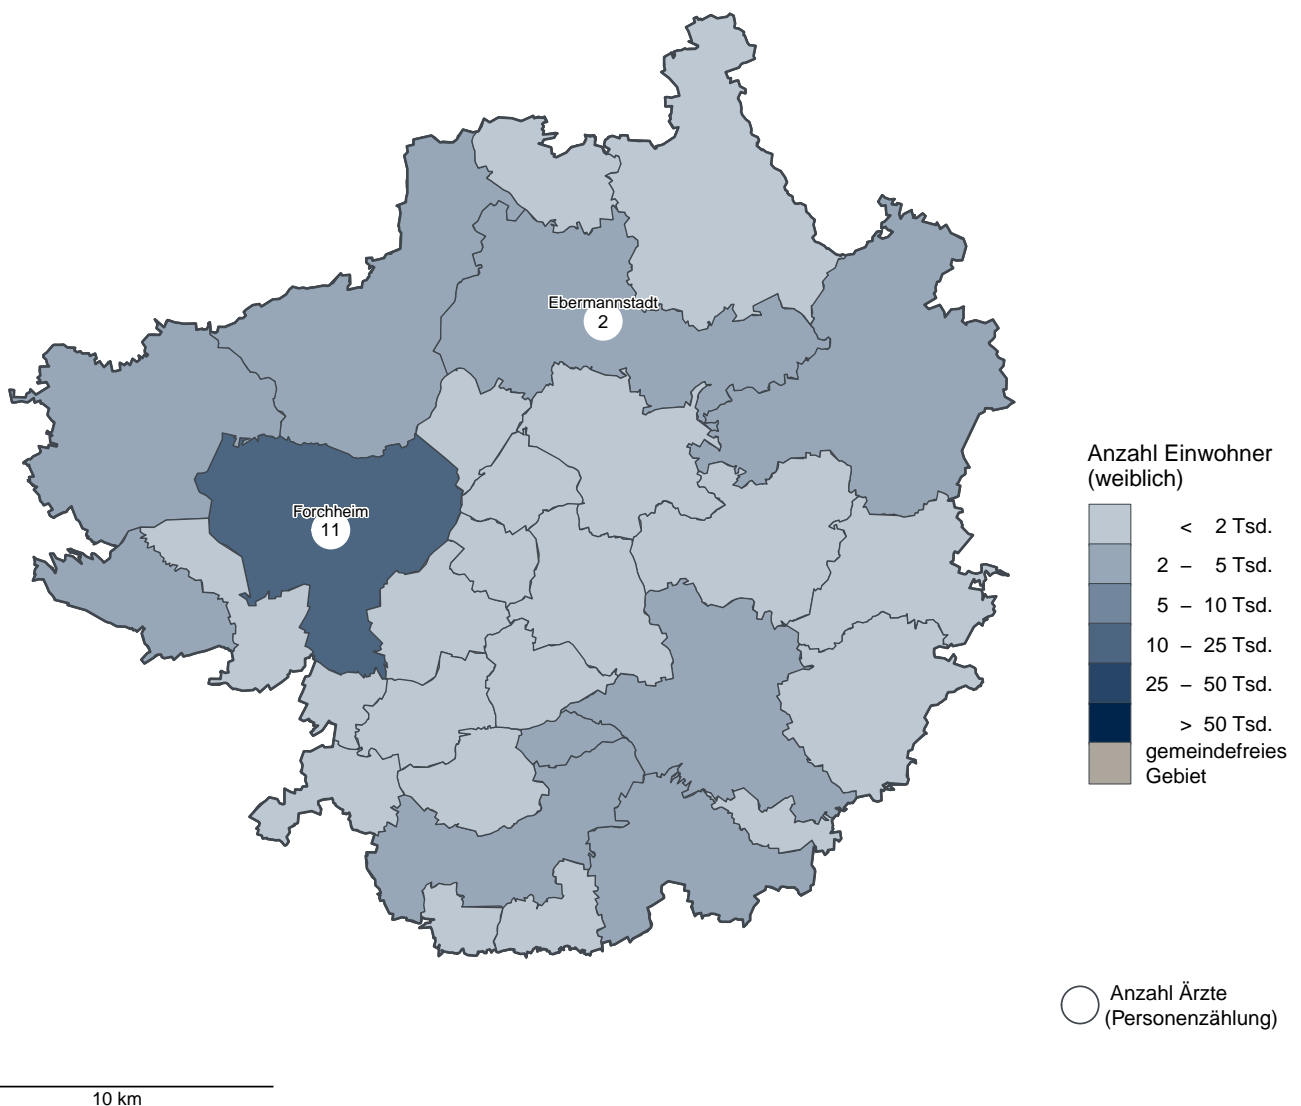 Ebermannstadt
2
Forchheim
11
Anzahl Einwohner
(weiblich)
< 2 Tsd.
2 – 5 Tsd.
5 – 10 Tsd.
10 – 25 Tsd.
25 – 50 Tsd.
> 50 Tsd.
gemeindefreies
Gebiet
Anzahl Ärzte
(Personenzählung)
10 km